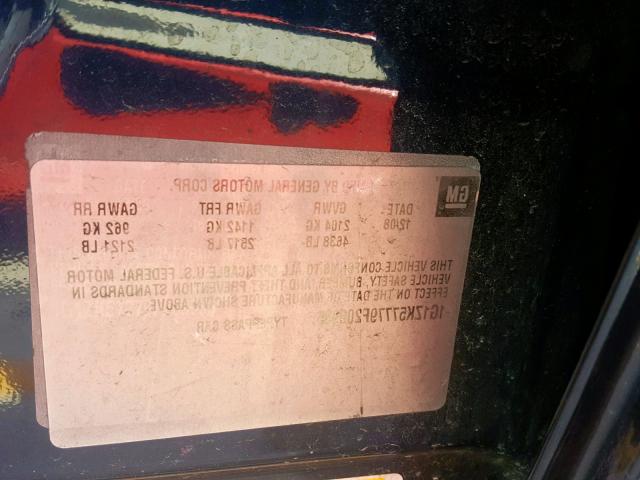 GM
BY GENERAL MOTORS CORP.
DATE GVWR GAWR FRT GAWR RR
12/08 2104 KG 1142 KG 962 KG
4638 LB 2517 LB 2121 LB
THIS VEHICLE CONFORMS TO ALL APPLICABLE U.S. FEDERAL MOTOR
VEHICLE SAFETY, BUMPER, AND THEFT PREVENTION STANDARDS IN
EFFECT ON THE DATE OF MANUFACTURE SHOWN ABOVE.
TYPE: PASS CAR